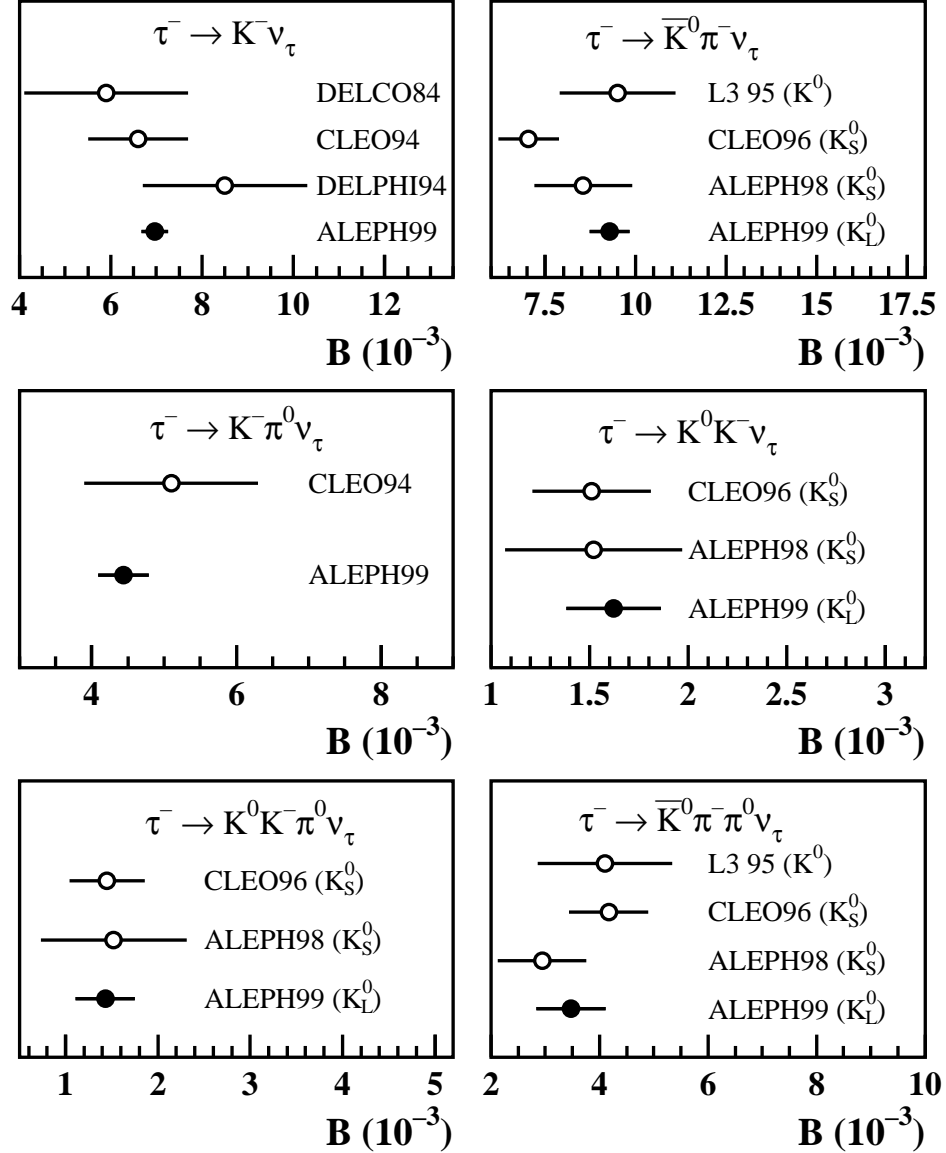 τ⁻ → K⁻ν_τ
DELCO84
CLEO94
DELPHI94
ALEPH99
4 6 8 10 12
B (10⁻³)
τ⁻ → K̅⁰π⁻ν_τ
L3 95 (K⁰)
CLEO96 (K⁰_S)
ALEPH98 (K⁰_S)
ALEPH99 (K⁰_L)
7.5 10 12.5 15 17.5
B (10⁻³)
τ⁻ → K⁻π⁰ν_τ
CLEO94
ALEPH99
4 6 8
B (10⁻³)
τ⁻ → K⁰K⁻ν_τ
CLEO96 (K⁰_S)
ALEPH98 (K⁰_S)
ALEPH99 (K⁰_L)
1 1.5 2 2.5 3
B (10⁻³)
τ⁻ → K⁰K⁻π⁰ν_τ
CLEO96 (K⁰_S)
ALEPH98 (K⁰_S)
ALEPH99 (K⁰_L)
1 2 3 4 5
B (10⁻³)
τ⁻ → K̅⁰π⁻π⁰ν_τ
L3 95 (K⁰)
CLEO96 (K⁰_S)
ALEPH98 (K⁰_S)
ALEPH99 (K⁰_L)
2 4 6 8 10
B (10⁻³)